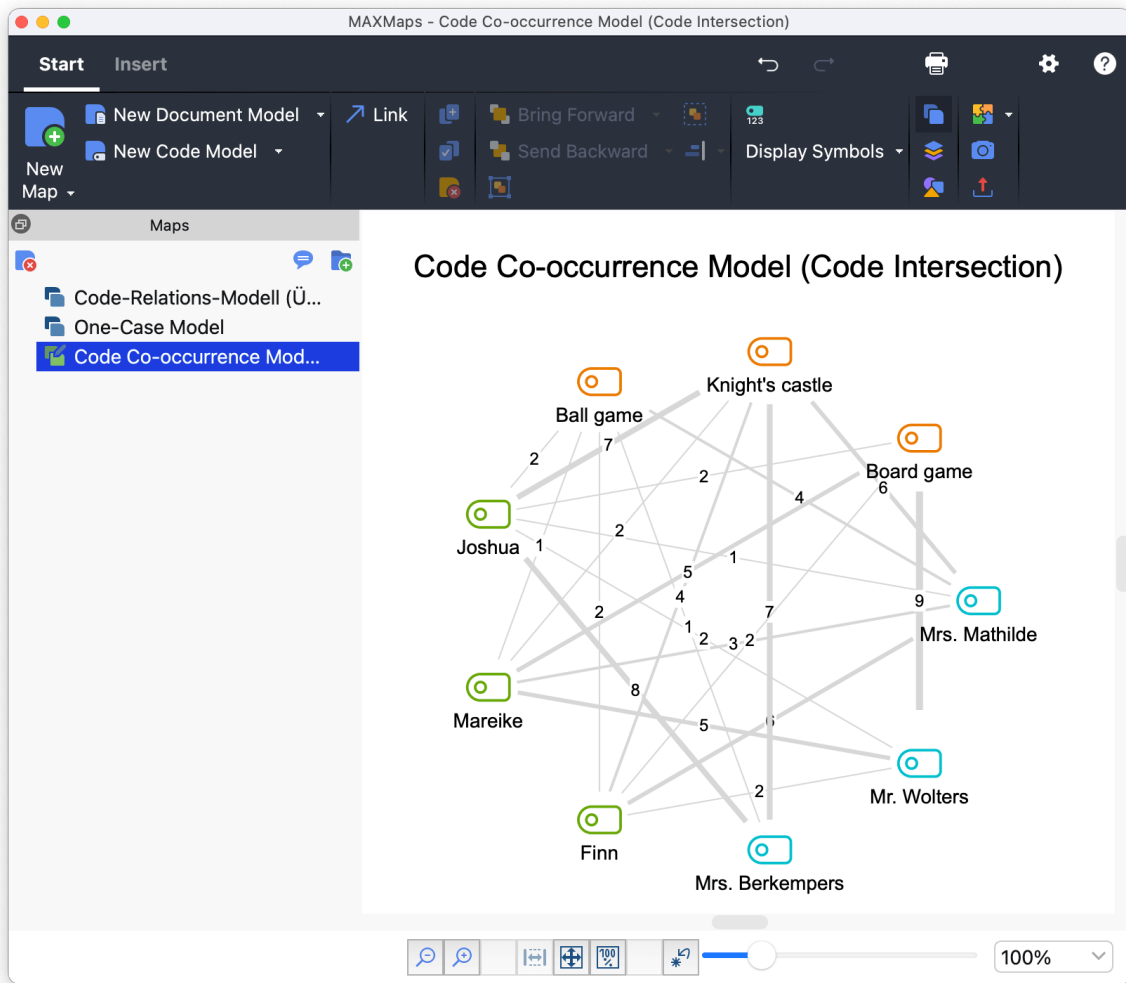 MAXMaps - Code Co-occurrence Model (Code Intersection)
Start Insert
?
New Document Model
Link
Bring Forward
123
New Code Model
Send Backward
Display Symbols
New
Map
Maps
Code-Relations-Modell (Ü...
One-Case Model
Code Co-occurrence Mod...
Code Co-occurrence Model (Code Intersection)
Knight's castle
Ball game
7
2
Board game
2
6
4
2
Joshua
1
1
5
4
9
2
7
1
2
3
2
Mrs. Mathilde
8
Mareike
5
6
2
Mr. Wolters
Finn
Mrs. Berkempers
100
%
100%